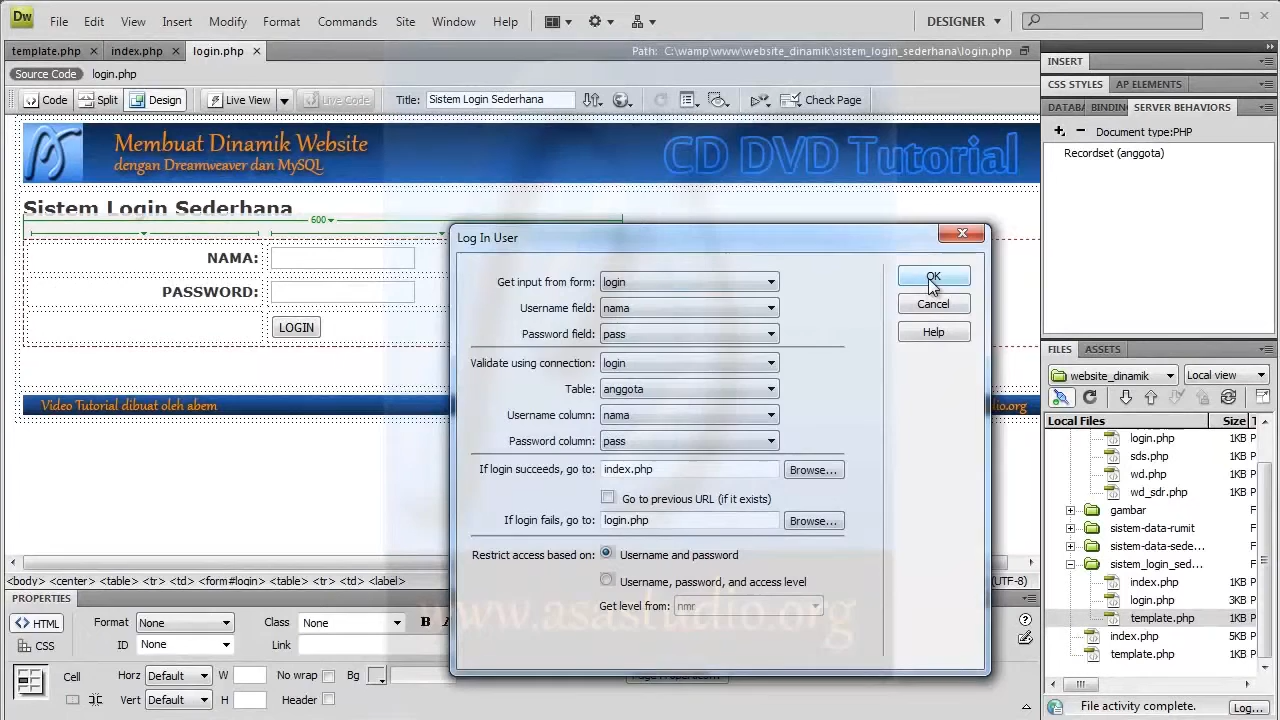 Dw File Edit View Insert Modify Format Commands Site Window Help DESIGNER
template.php index.php login.php Path: C:\wamp\www\website_dinamik\sistem_login_sederhana\login.php
Source Code login.php
Code Split Design Live View Live Code Title: Sistem Login Sederhana Check Page
Membuat Dinamik Website
dengan Dreamweaver dan MySQL
CD DVD Tutorial
Sistem Login Sederhana
600
NAMA:
PASSWORD:
LOGIN
Video Tutorial dibuat oleh abem
Log In User
Get input from form: login
Username field: nama
Password field: pass
Validate using connection: login
Table: anggota
Username column: nama
Password column: pass
If login succeeds, go to: index.php Browse...
Go to previous URL (if it exists)
If login fails, go to: login.php Browse...
Restrict access based on: Username and password
Username, password, and access level
Get level from: nmr
OK
Cancel
Help
INSERT
CSS STYLES AP ELEMENTS
DATABA BINDING SERVER BEHAVIORS
Document type:PHP
Recordset (anggota)
FILES ASSETS
website_dinamik Local view
Local Files Size T
login.php 1KB P
sds.php 1KB P
wd.php 1KB P
wd_sdr.php 1KB P
gambar F
sistem-data-rumit F
sistem-data-sede... F
sistem_login_sed... F
index.php 1KB P
login.php 3KB P
template.php 1KB P
index.php 5KB P
template.php 1KB P
File activity complete. Log...
<body> <center> <table> <tr> <td> <form#login> <table> <tr> <td> <label>
PROPERTIES
HTML Format None Class None B
CSS ID None Link
Cell Horz Default W No wrap Bg
Vert Default H Header